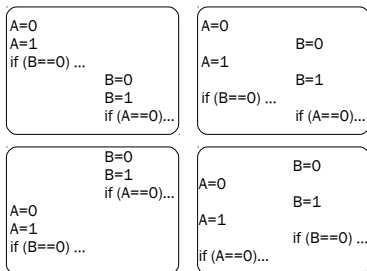 A=0
A=1
if (B==0) ...
B=0
B=1
if (A==0)...
A=0
B=0
A=1
B=1
if (B==0) ...
if (A==0)...
B=0
B=1
if (A==0)...
A=0
A=1
if (B==0) ...
B=0
A=0
B=1
A=1
if (B==0) ...
if (A==0)...